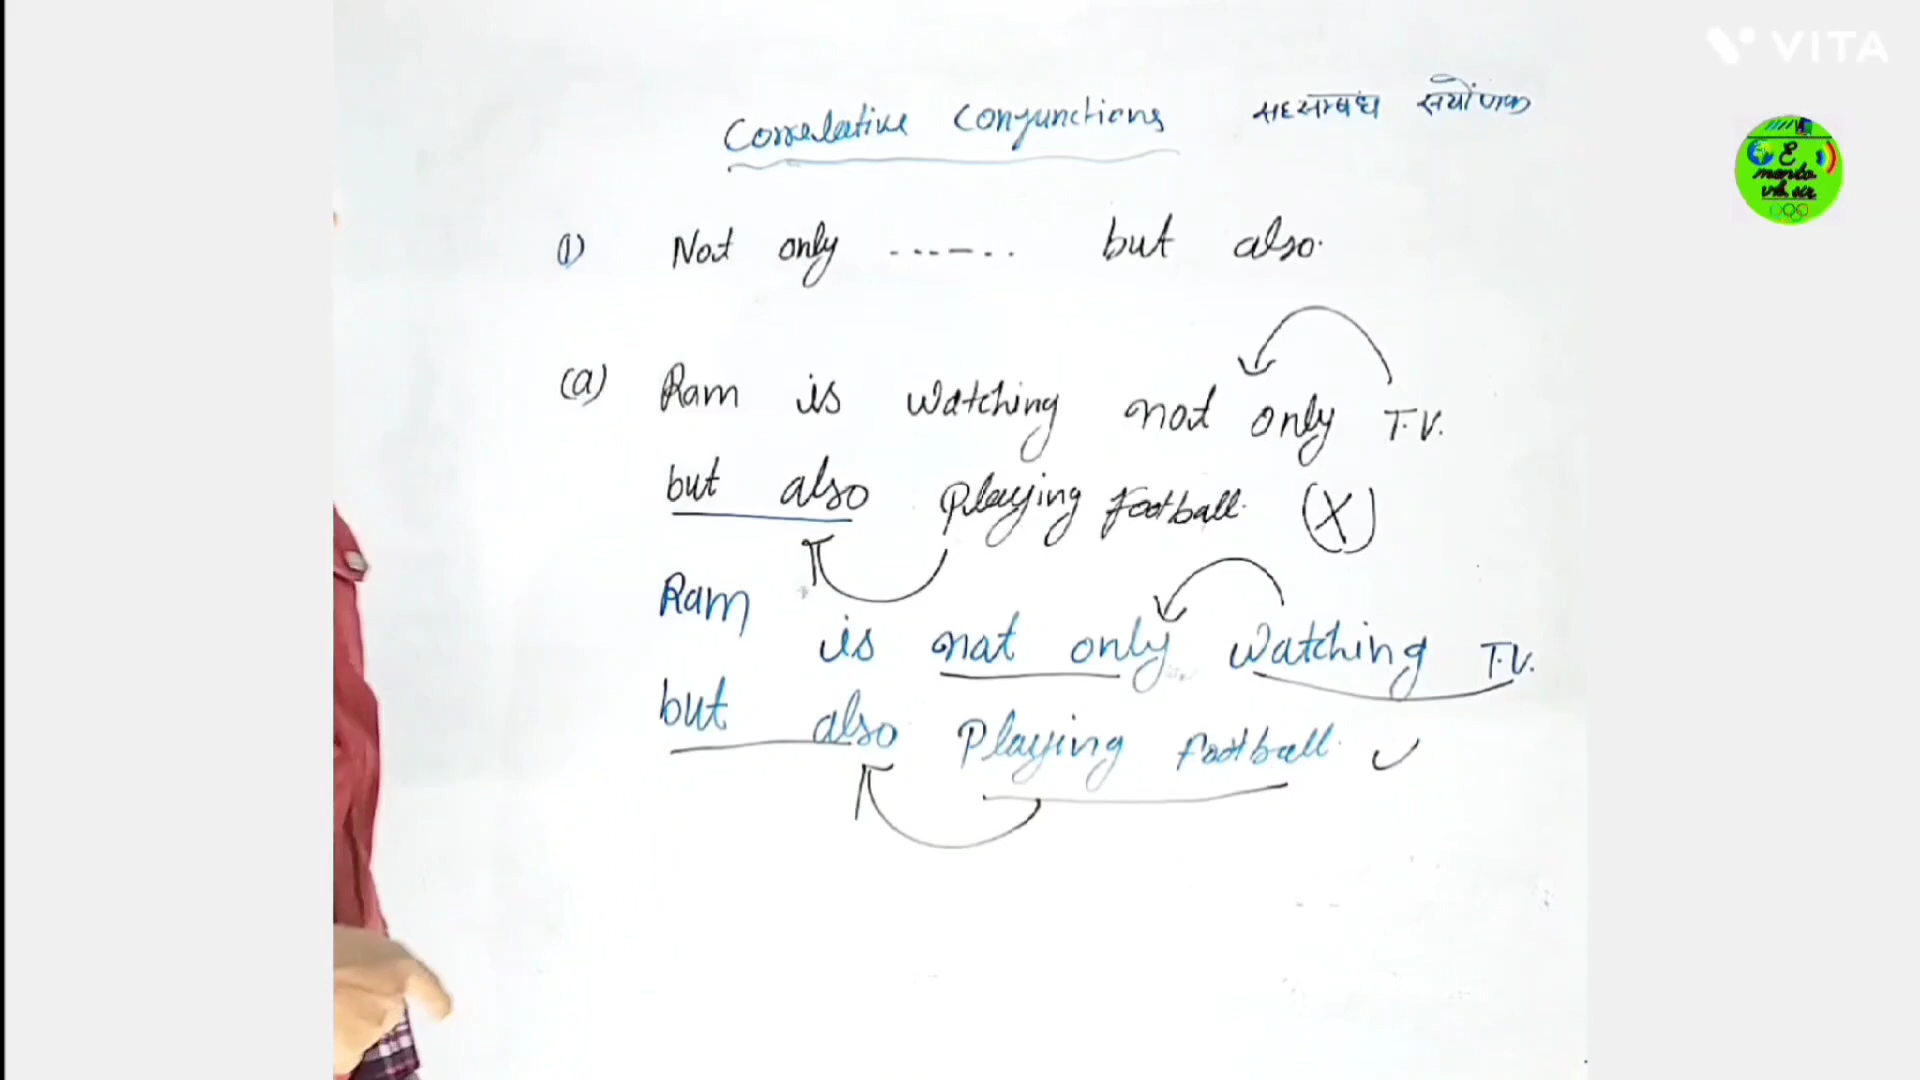 VITA
Correlative Conjunctions सहसम्बंध संयोजक
(1) Not only ------ but also.
(a) Ram is watching not only T.V.
but also Playing football. (X)
Ram is not only watching T.V.
but also Playing football. ✓
E